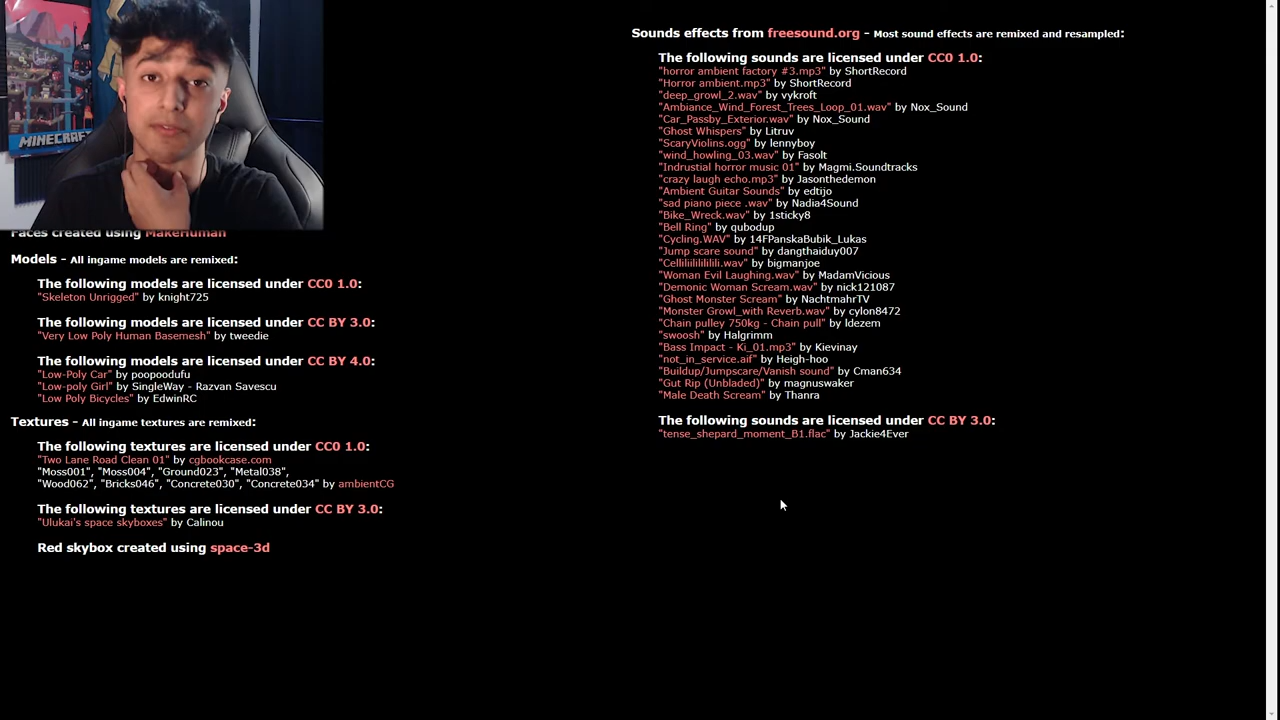 MINECRAFT
Faces created using MakeHuman
Models - All ingame models are remixed:
The following models are licensed under CC0 1.0:
"Skeleton Unrigged" by knight725
The following models are licensed under CC BY 3.0:
"Very Low Poly Human Basemesh" by tweedie
The following models are licensed under CC BY 4.0:
"Low-Poly Car" by poopoodufu
"Low-poly Girl" by SingleWay - Razvan Savescu
"Low Poly Bicycles" by EdwinRC
Textures - All ingame textures are remixed:
The following textures are licensed under CC0 1.0:
"Two Lane Road Clean 01" by cgbookcase.com
"Moss001", "Moss004", "Ground023", "Metal038",
"Wood062", "Bricks046", "Concrete030", "Concrete034" by ambientCG
The following textures are licensed under CC BY 3.0:
"Ulukai's space skyboxes" by Calinou
Red skybox created using space-3d
Sounds effects from freesound.org - Most sound effects are remixed and resampled:
The following sounds are licensed under CC0 1.0:
"horror ambient factory #3.mp3" by ShortRecord
"Horror ambient.mp3" by ShortRecord
"deep_growl_2.wav" by vykroft
"Ambiance_Wind_Forest_Trees_Loop_01.wav" by Nox_Sound
"Car_Passby_Exterior.wav" by Nox_Sound
"Ghost Whispers" by Litruv
"ScaryViolins.ogg" by lennyboy
"wind_howling_03.wav" by Fasolt
"Indrustial horror music 01" by Magmi.Soundtracks
"crazy laugh echo.mp3" by Jasonthedemon
"Ambient Guitar Sounds" by edtijo
"sad piano piece .wav" by Nadia4Sound
"Bike_Wreck.wav" by 1sticky8
"Bell Ring" by qubodup
"Cycling.WAV" by 14FPanskaBubik_Lukas
"Jump scare sound" by dangthaiduy007
"Celliliililililili.wav" by bigmanjoe
"Woman Evil Laughing.wav" by MadamVicious
"Demonic Woman Scream.wav" by nick121087
"Ghost Monster Scream" by NachtmahrTV
"Monster Growl_with Reverb.wav" by cylon8472
"Chain pulley 750kg - Chain pull" by ldezem
"swoosh" by Halgrimm
"Bass Impact - Ki_01.mp3" by Kievinay
"not_in_service.aif" by Heigh-hoo
"Buildup/Jumpscare/Vanish sound" by Cman634
"Gut Rip (Unbladed)" by magnuswaker
"Male Death Scream" by Thanra
The following sounds are licensed under CC BY 3.0:
"tense_shepard_moment_B1.flac" by Jackie4Ever